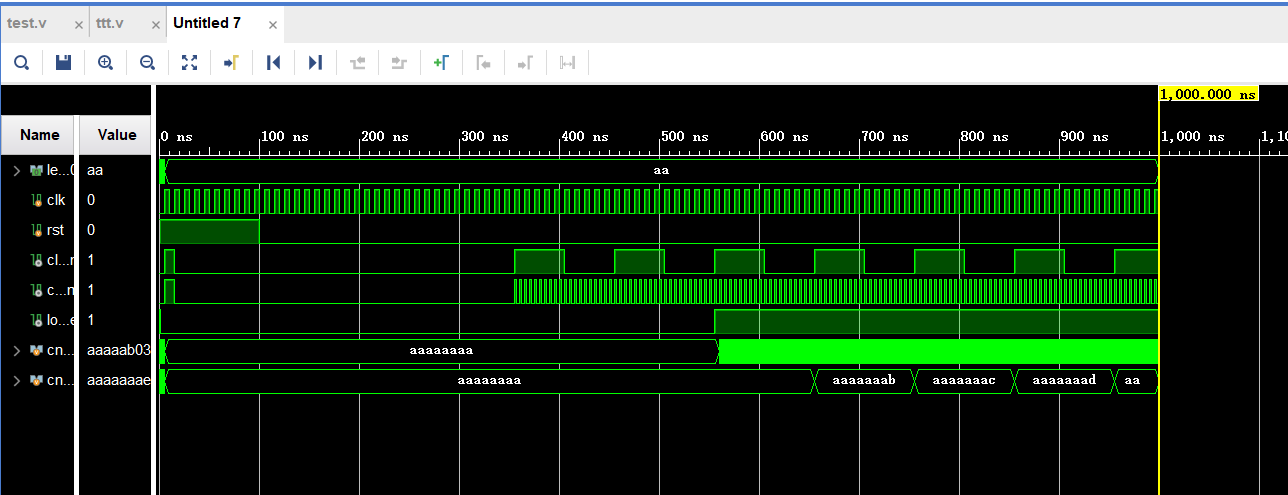 test.v × ttt.v × Untitled 7 ×
1,000.000 ns
Name Value
0 ns 100 ns 200 ns 300 ns 400 ns 500 ns 600 ns 700 ns 800 ns 900 ns 1,000 ns 1,10
le...0 aa aa
clk 0
rst 0
cl...r 1
c...n 1
lo...e 1
cn... aaaaab03 aaaaaaaa
cn... aaaaaaae aaaaaaaa aaaaaaab aaaaaaac aaaaaaad aa